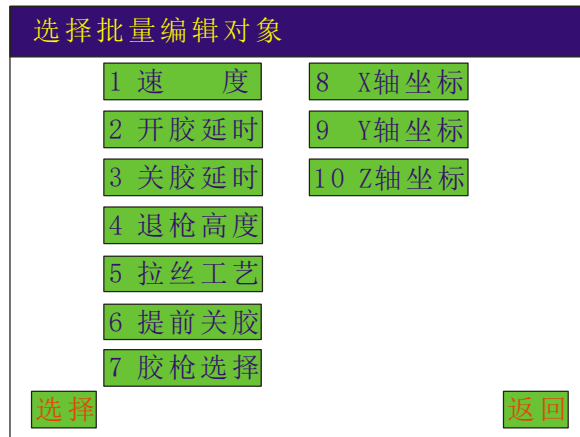 选择批量编辑对象
1 速 度
2 开胶延时
3 关胶延时
4 退枪高度
5 拉丝工艺
6 提前关胶
7 胶枪选择
8 X轴坐标
9 Y轴坐标
10 Z轴坐标
选择
返回